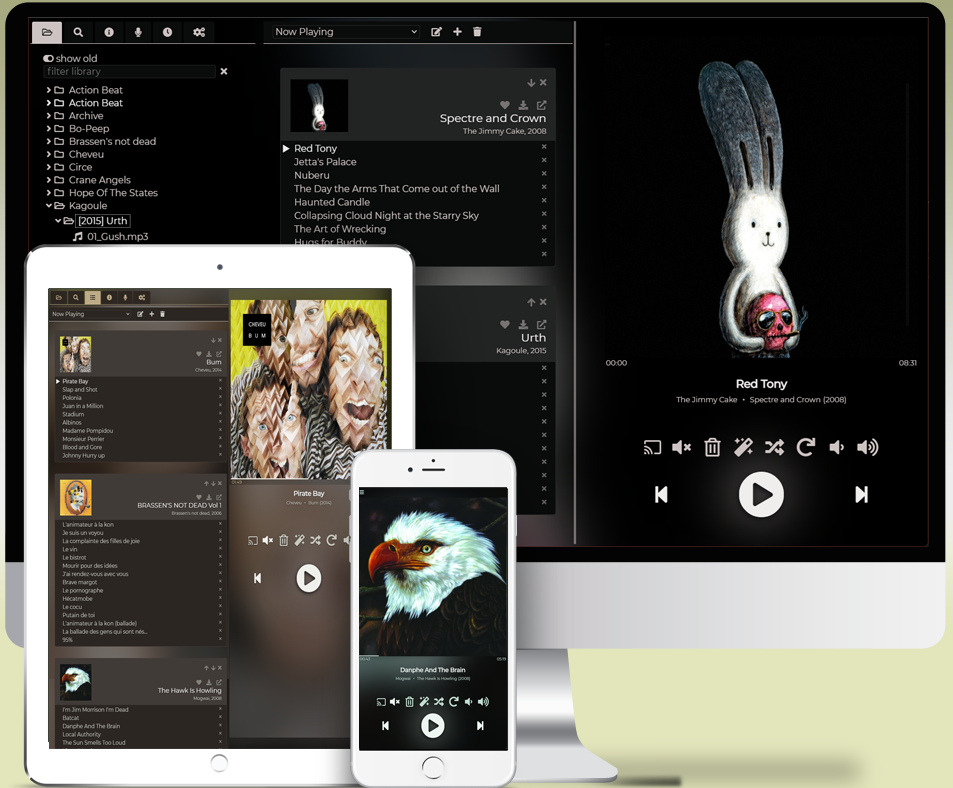 Now Playing
show old
filter library
Action Beat
Action Beat
Archive
Bo-Peep
Brassen's not dead
Cheveu
Circe
Crane Angels
Hope Of The States
Kagoule
[2015] Urth
01_Gush.mp3
Spectre and Crown
The Jimmy Cake, 2008
Red Tony
Jetta's Palace
Nuberu
The Day the Arms That Come out of the Wall
Haunted Candle
Collapsing Cloud Night at the Starry Sky
The Art of Wrecking
Hugs for Buddy
Urth
Kagoule, 2015
00:00
08:31
Red Tony
The Jimmy Cake • Spectre and Crown (2008)
Now Playing
Bum
Cheveu, 2014
Pirate Bay
Slap and Shot
Polonia
Juan in a Million
Stadium
Albinos
Madame Pompidou
Monsieur Perrier
Blood and Gore
Johnny Hurry up
BRASSEN'S NOT DEAD Vol 1
Brassen's not dead, 2006
L'animateur à la kon
Je suis un voyou
La complainte des filles de joie
Le vin
Le bistrot
Mourir pour des idées
J'ai rendez-vous avec vous
Brave margot
Le pornographe
Hécatmobe
Le cocu
Putain de toi
L'animateur à la kon (ballade)
La ballade des gens qui sont nés...
95%
The Hawk Is Howling
Mogwai, 2008
I'm Jim Morrison I'm Dead
Batcat
Danphe And The Brain
Local Authority
The Sun Smells Too Loud
CHEVEU
BUM
Pirate Bay
Cheveu • Bum (2014)
Danphe And The Brain
Mogwai • The Hawk Is Howling (2008)